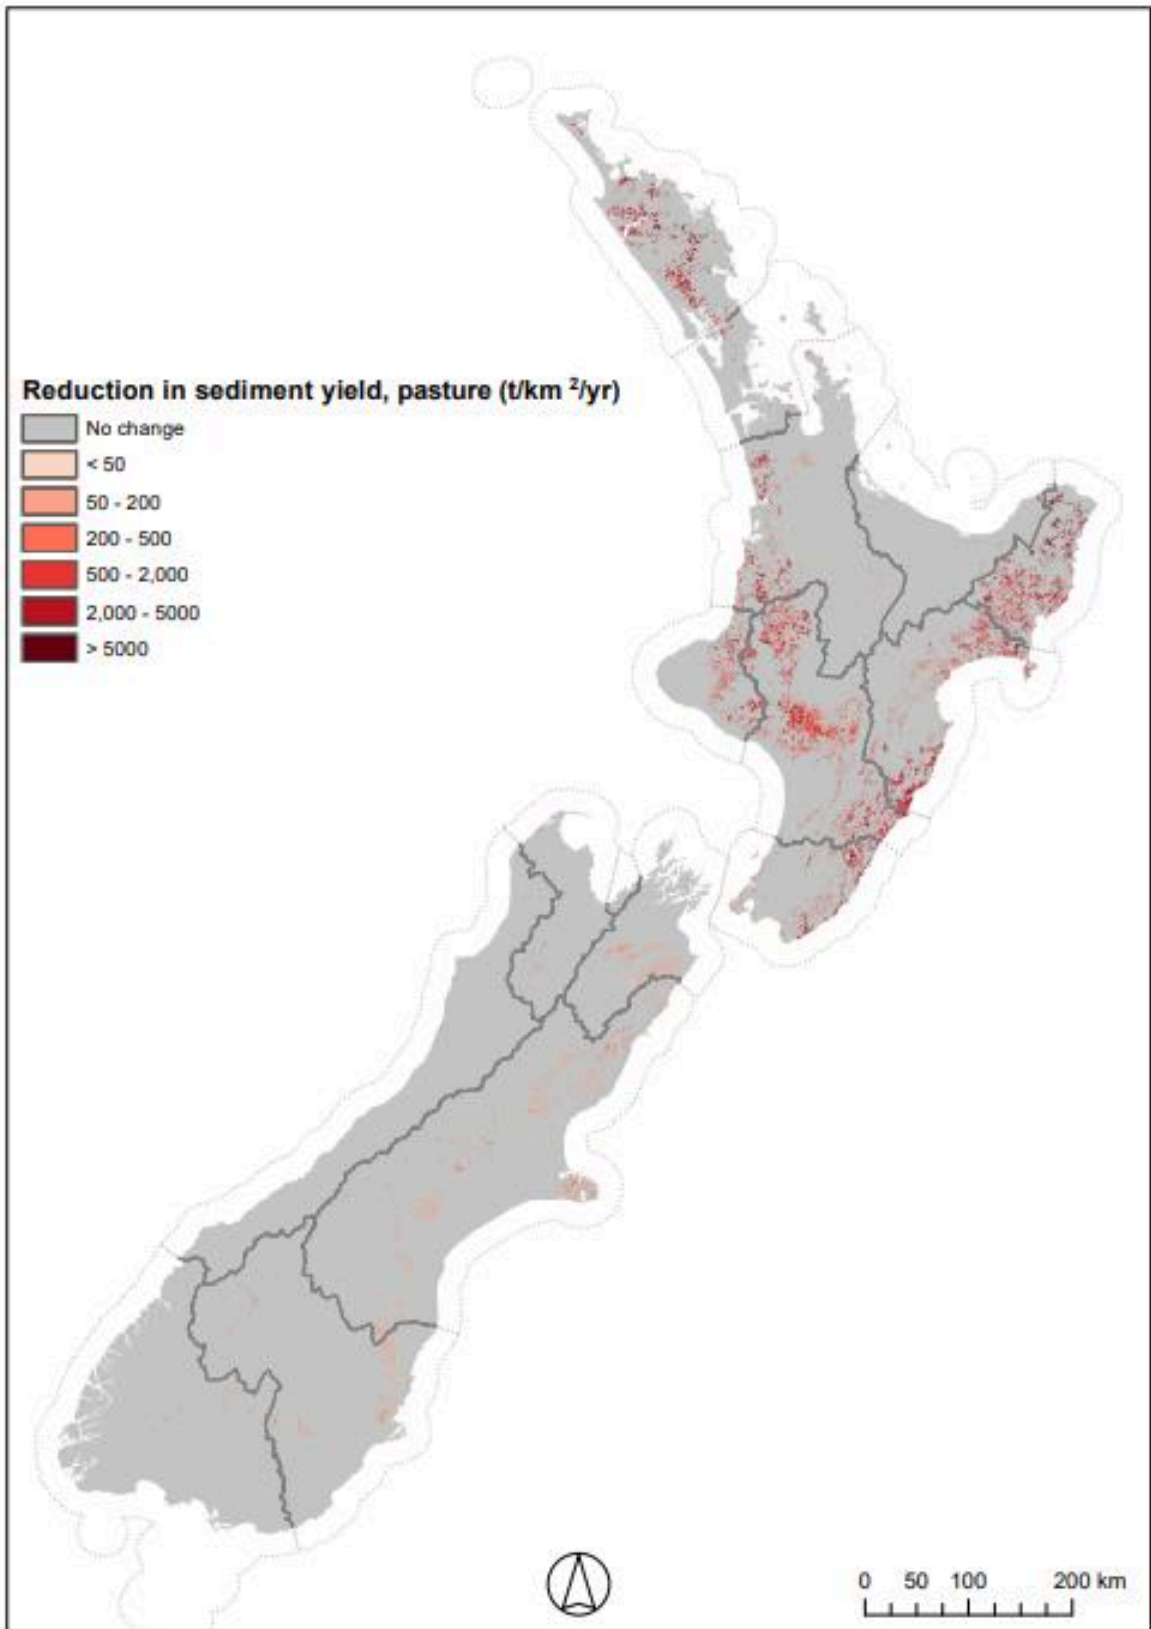 Reduction in sediment yield, pasture (t/km ²/yr)
No change
< 50
50 - 200
200 - 500
500 - 2,000
2,000 - 5000
> 5000
0 50 100 200 km